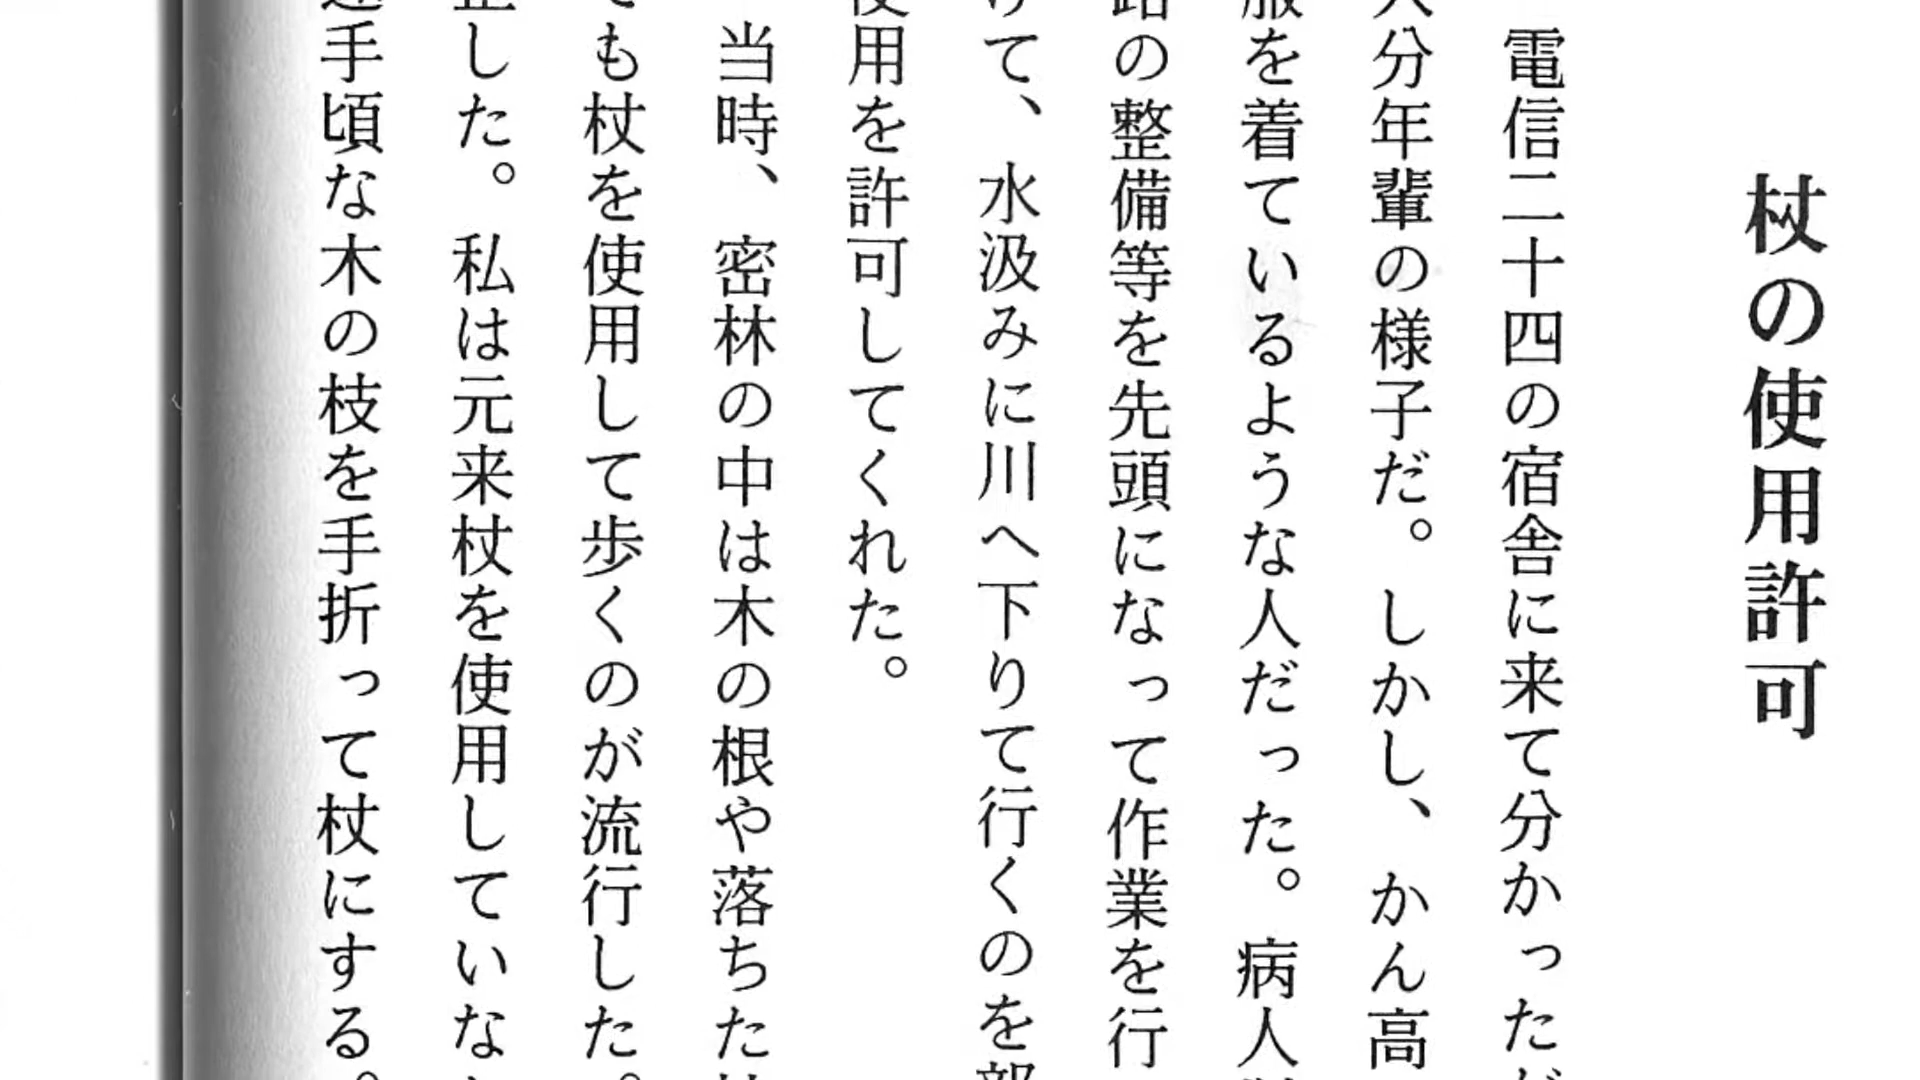 杖の使用許可
電信二十四の宿舎に来て分かっただ
分年輩の様子だ。しかし、かん高
服を着ているような人だった。病人
路の整備等を先頭になって作業を行
けて、水汲みに川へ下りて行くのを部
使用を許可してくれた。
当時、密林の中は木の根や落ちた
でも杖を使用して歩くのが流行した。
正した。私は元来杖を使用していな
手頃な木の枝を手折って杖にする。